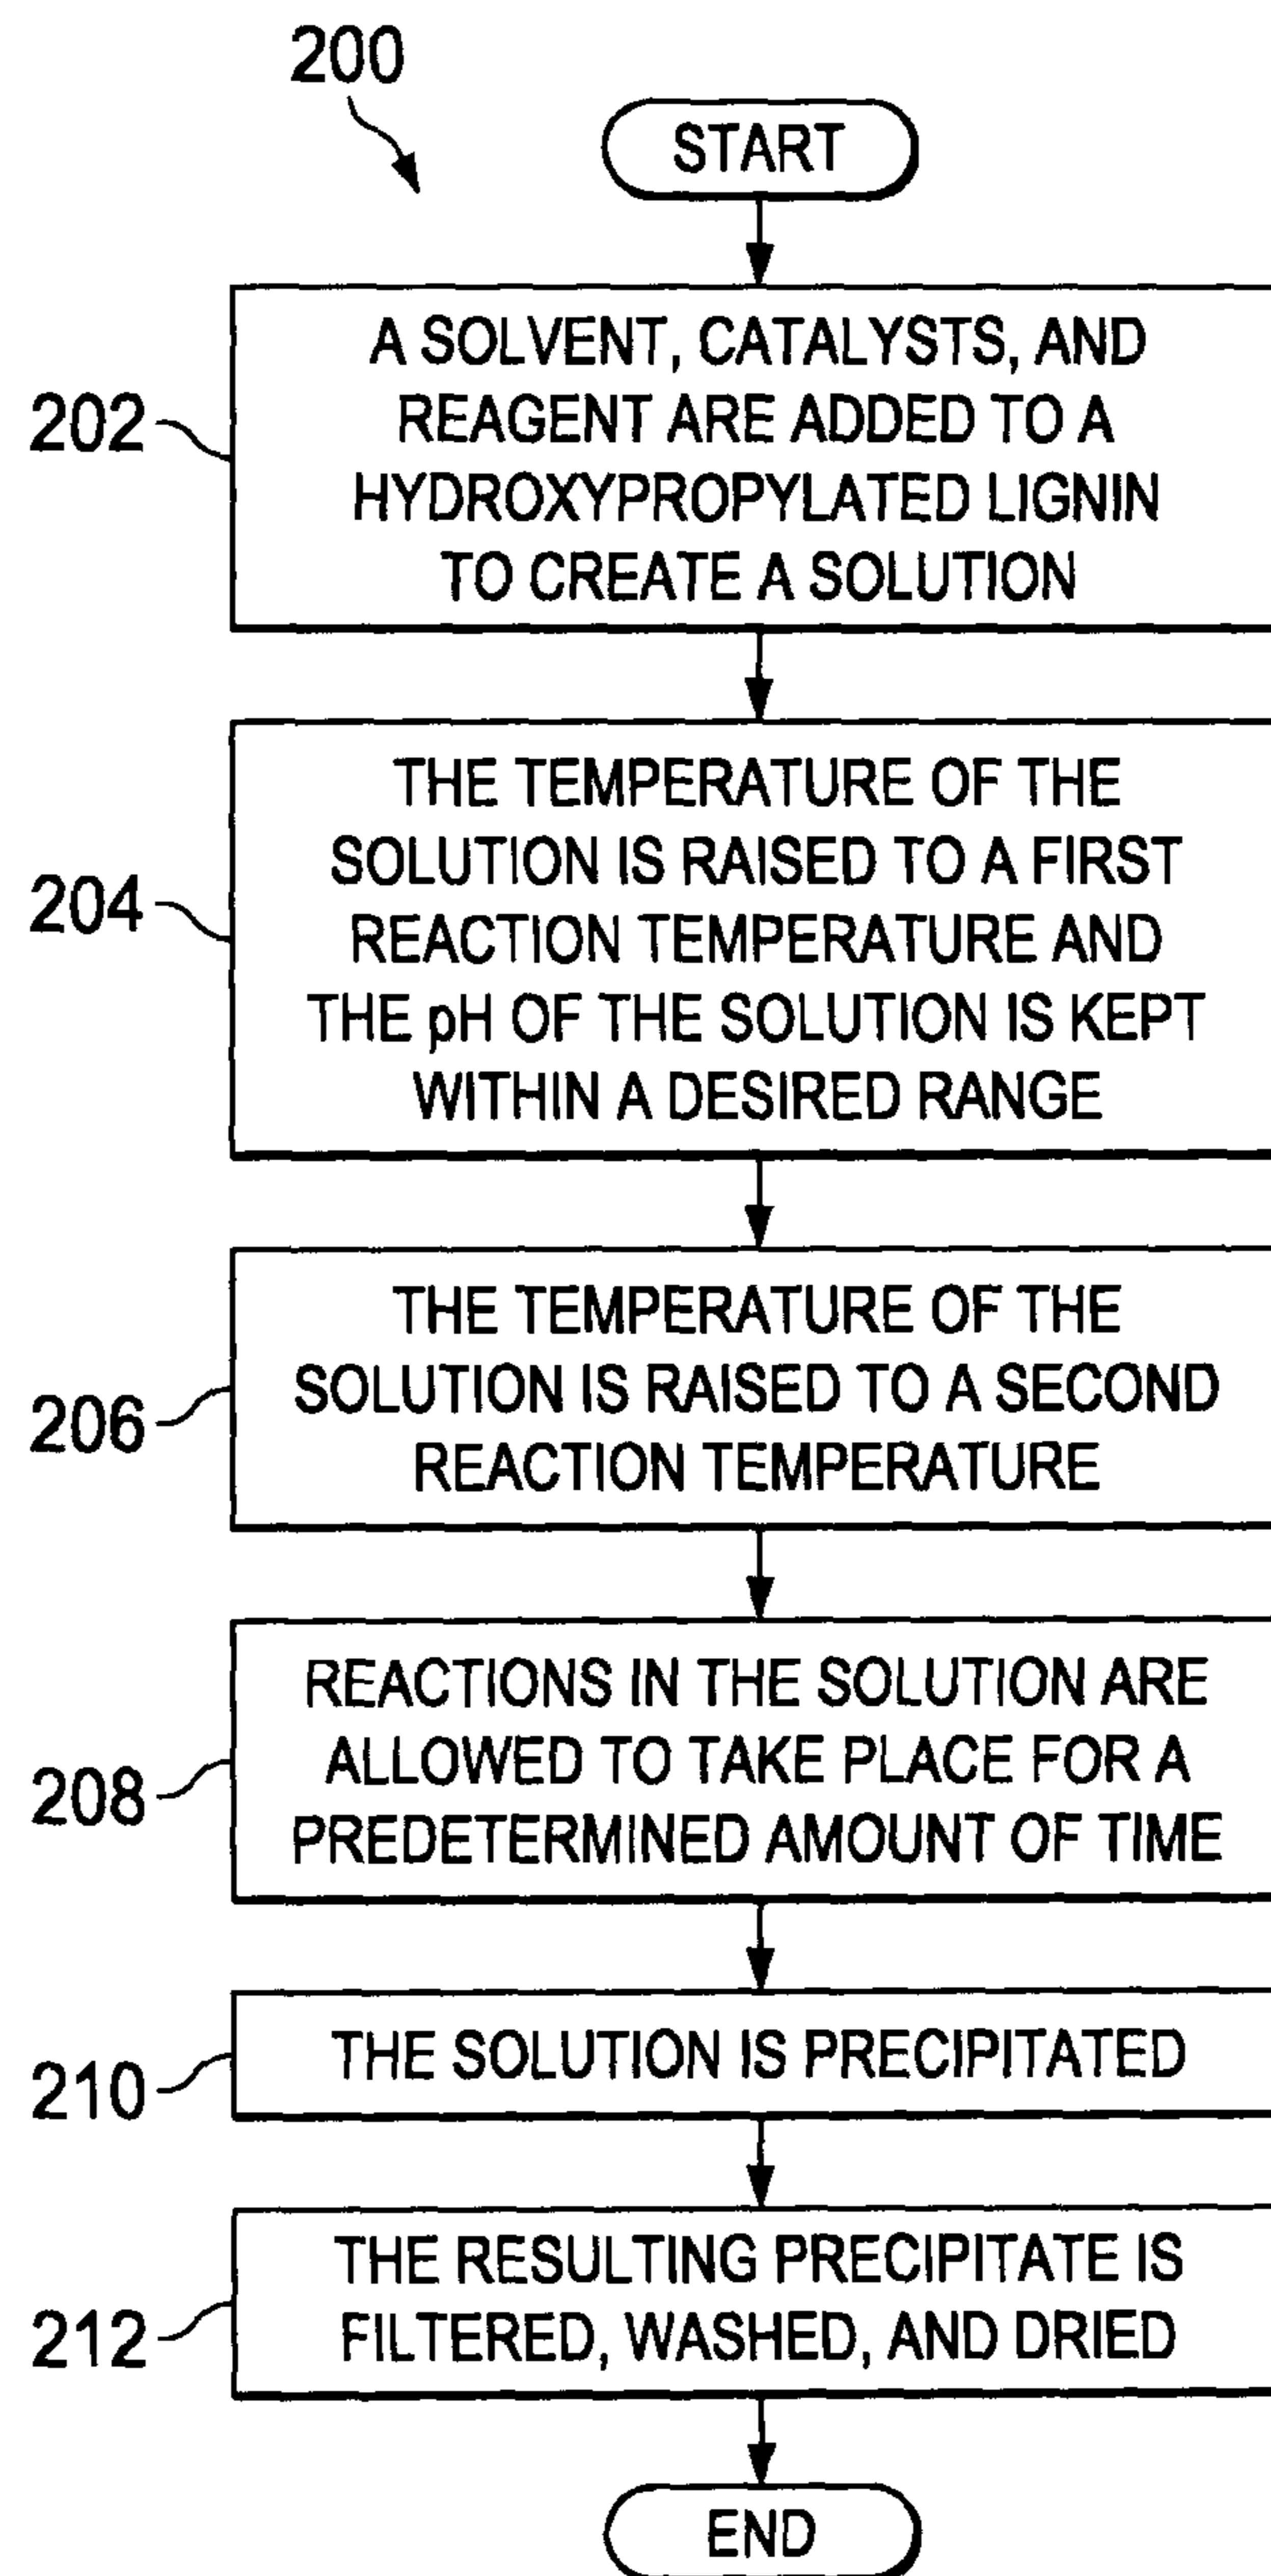 200
START
202
A SOLVENT, CATALYSTS, AND
REAGENT ARE ADDED TO A
HYDROXYPROPYLATED LIGNIN
TO CREATE A SOLUTION
204
THE TEMPERATURE OF THE
SOLUTION IS RAISED TO A FIRST
REACTION TEMPERATURE AND
THE pH OF THE SOLUTION IS KEPT
WITHIN A DESIRED RANGE
206
THE TEMPERATURE OF THE
SOLUTION IS RAISED TO A SECOND
REACTION TEMPERATURE
208
REACTIONS IN THE SOLUTION ARE
ALLOWED TO TAKE PLACE FOR A
PREDETERMINED AMOUNT OF TIME
210
THE SOLUTION IS PRECIPITATED
212
THE RESULTING PRECIPITATE IS
FILTERED, WASHED, AND DRIED
END